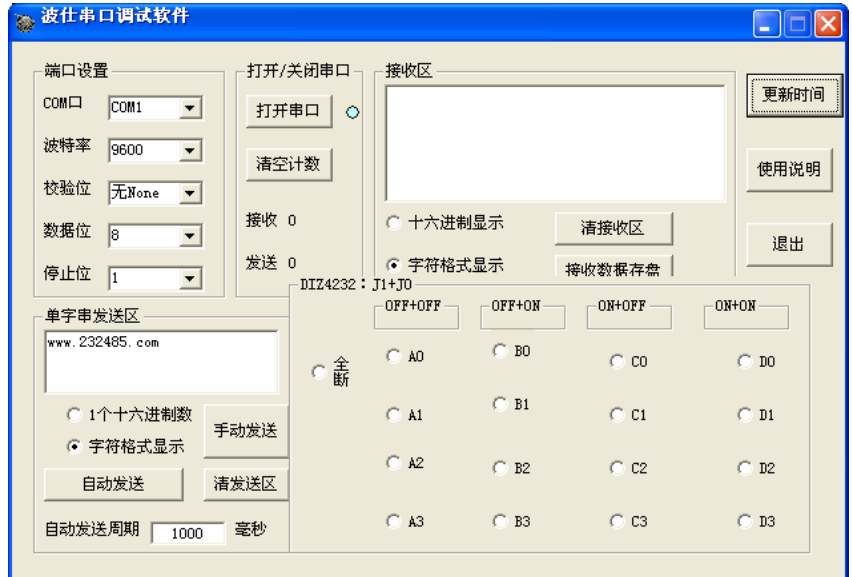 波仕串口调试软件
端口设置
COM口 COM1
波特率 9600
校验位 无None
数据位 8
停止位 1
打开/关闭串口
打开串口
清空计数
接收 0
发送 0
接收区
十六进制显示 清接收区
字符格式显示 接收数据存盘
更新时间
使用说明
退出
单字串发送区
www.232485.com
1个十六进制数
字符格式显示
手动发送
自动发送 清发送区
自动发送周期 1000 毫秒
DIZ4232：J1+J0
OFF+OFF OFF+ON ON+OFF ON+ON
全断
A0 B0 C0 D0
A1 B1 C1 D1
A2 B2 C2 D2
A3 B3 C3 D3